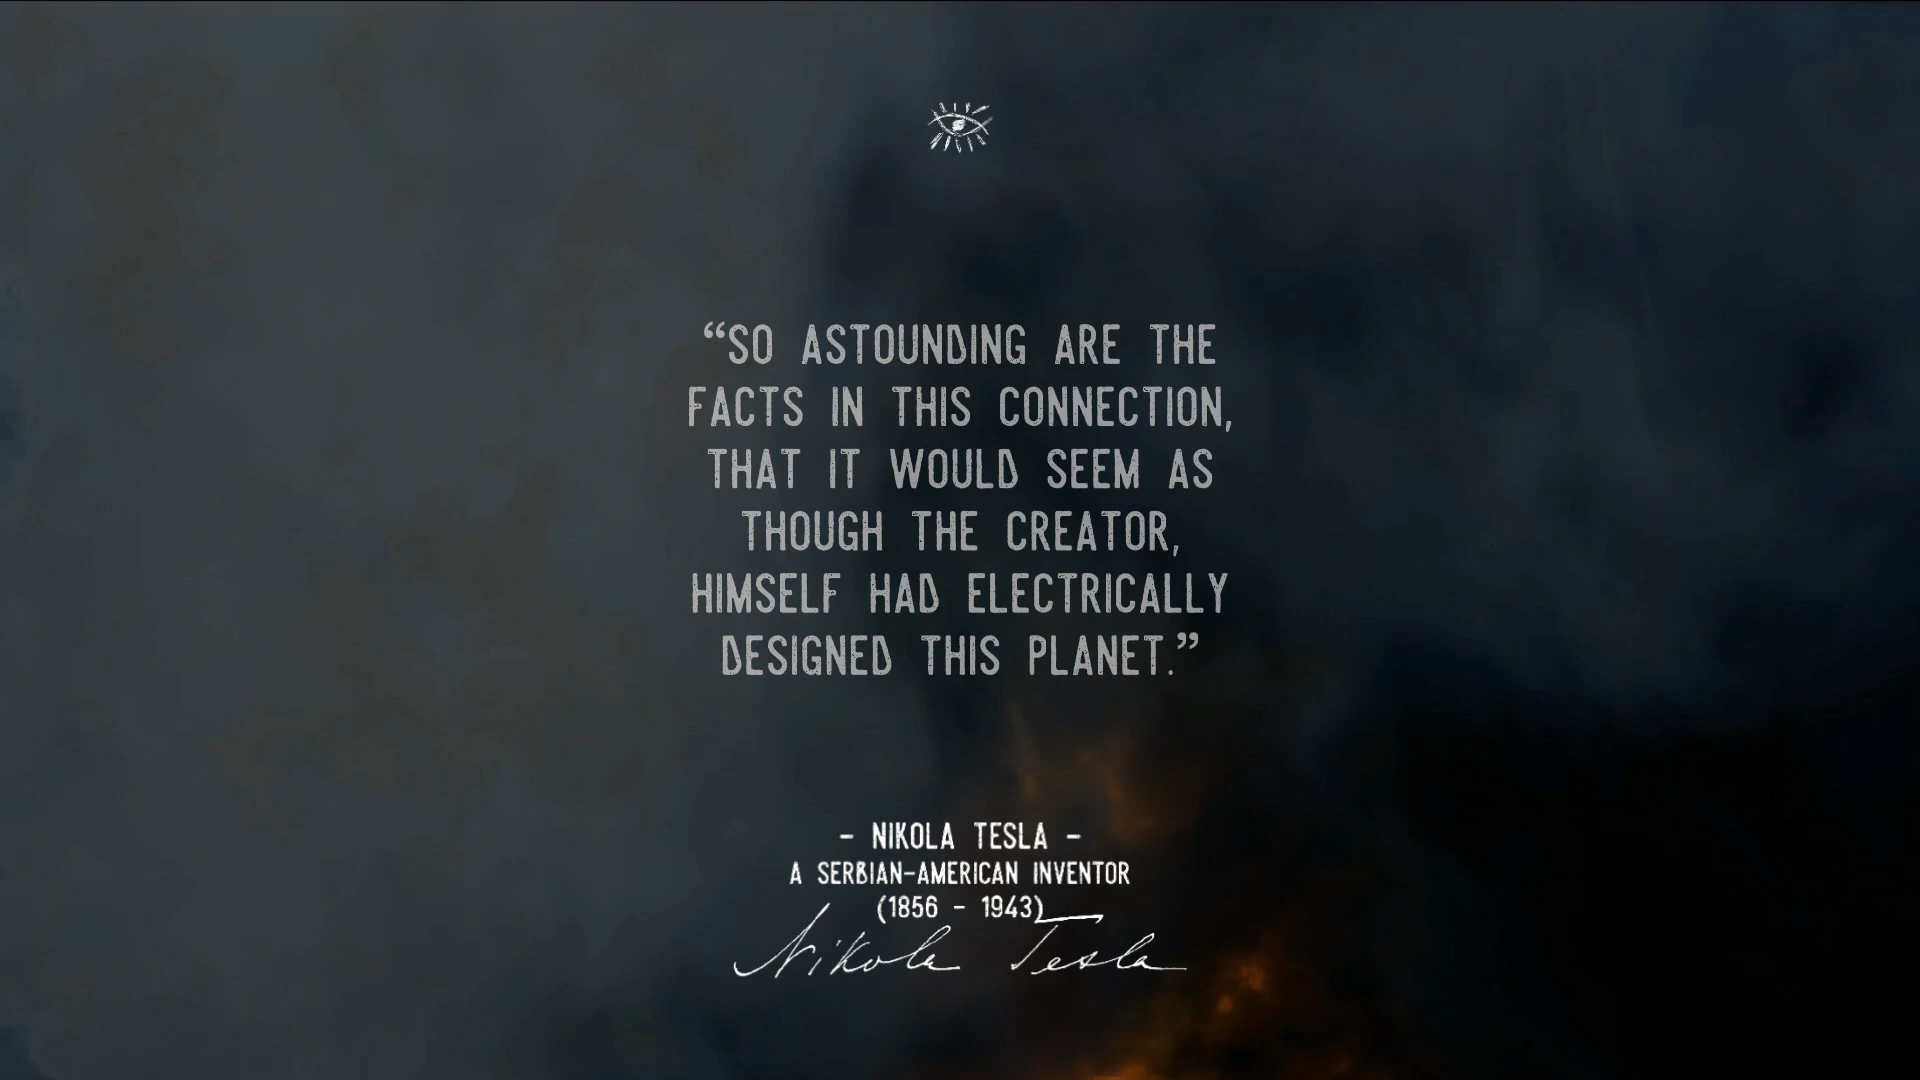 “SO ASTOUNDING ARE THE
FACTS IN THIS CONNECTION,
THAT IT WOULD SEEM AS
THOUGH THE CREATOR,
HIMSELF HAD ELECTRICALLY
DESIGNED THIS PLANET.”
- NIKOLA TESLA -
A SERBIAN-AMERICAN INVENTOR
(1856 - 1943)
Nikola Tesla